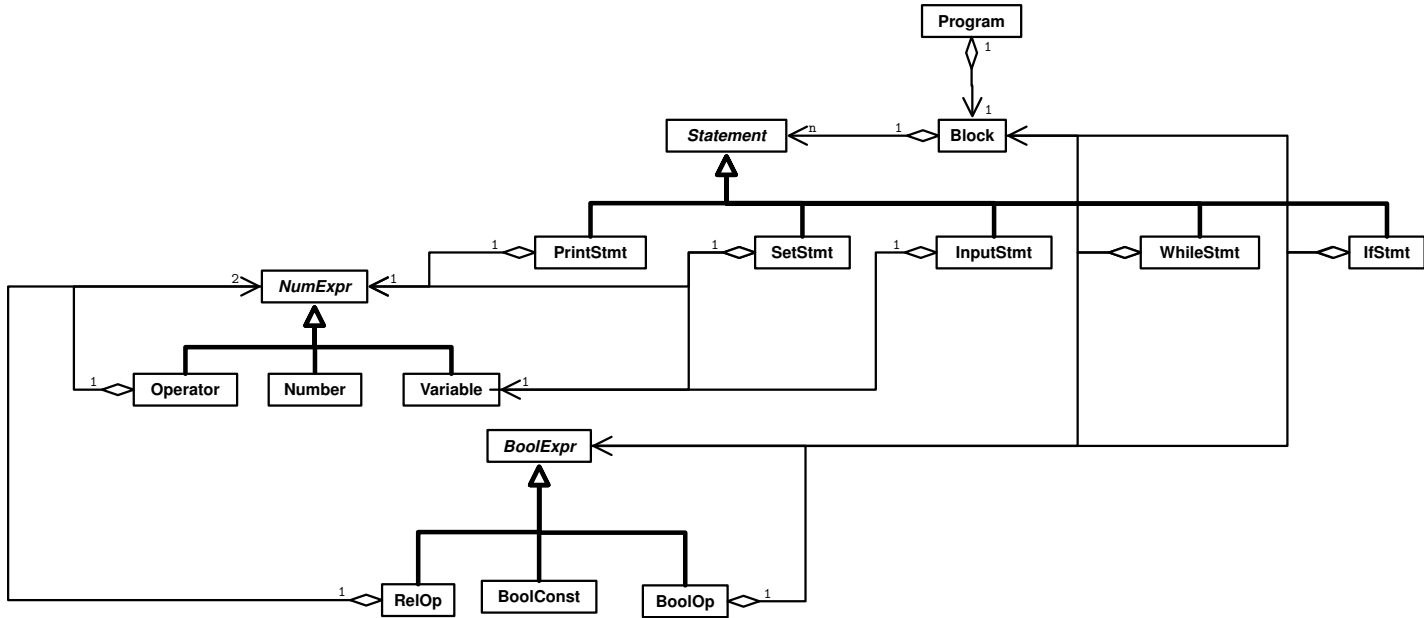 Program
1
1
Statement
n
1
Block
1
PrintStmt
1
SetStmt
1
InputStmt
WhileStmt
IfStmt
2
NumExpr
1
1
Operator
Number
Variable
1
BoolExpr
1
RelOp
BoolConst
BoolOp
1